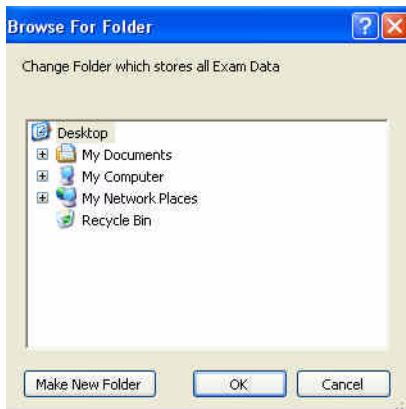 Browse For Folder
Change Folder which stores all Exam Data
Desktop
My Documents
My Computer
My Network Places
Recycle Bin
Make New Folder OK Cancel